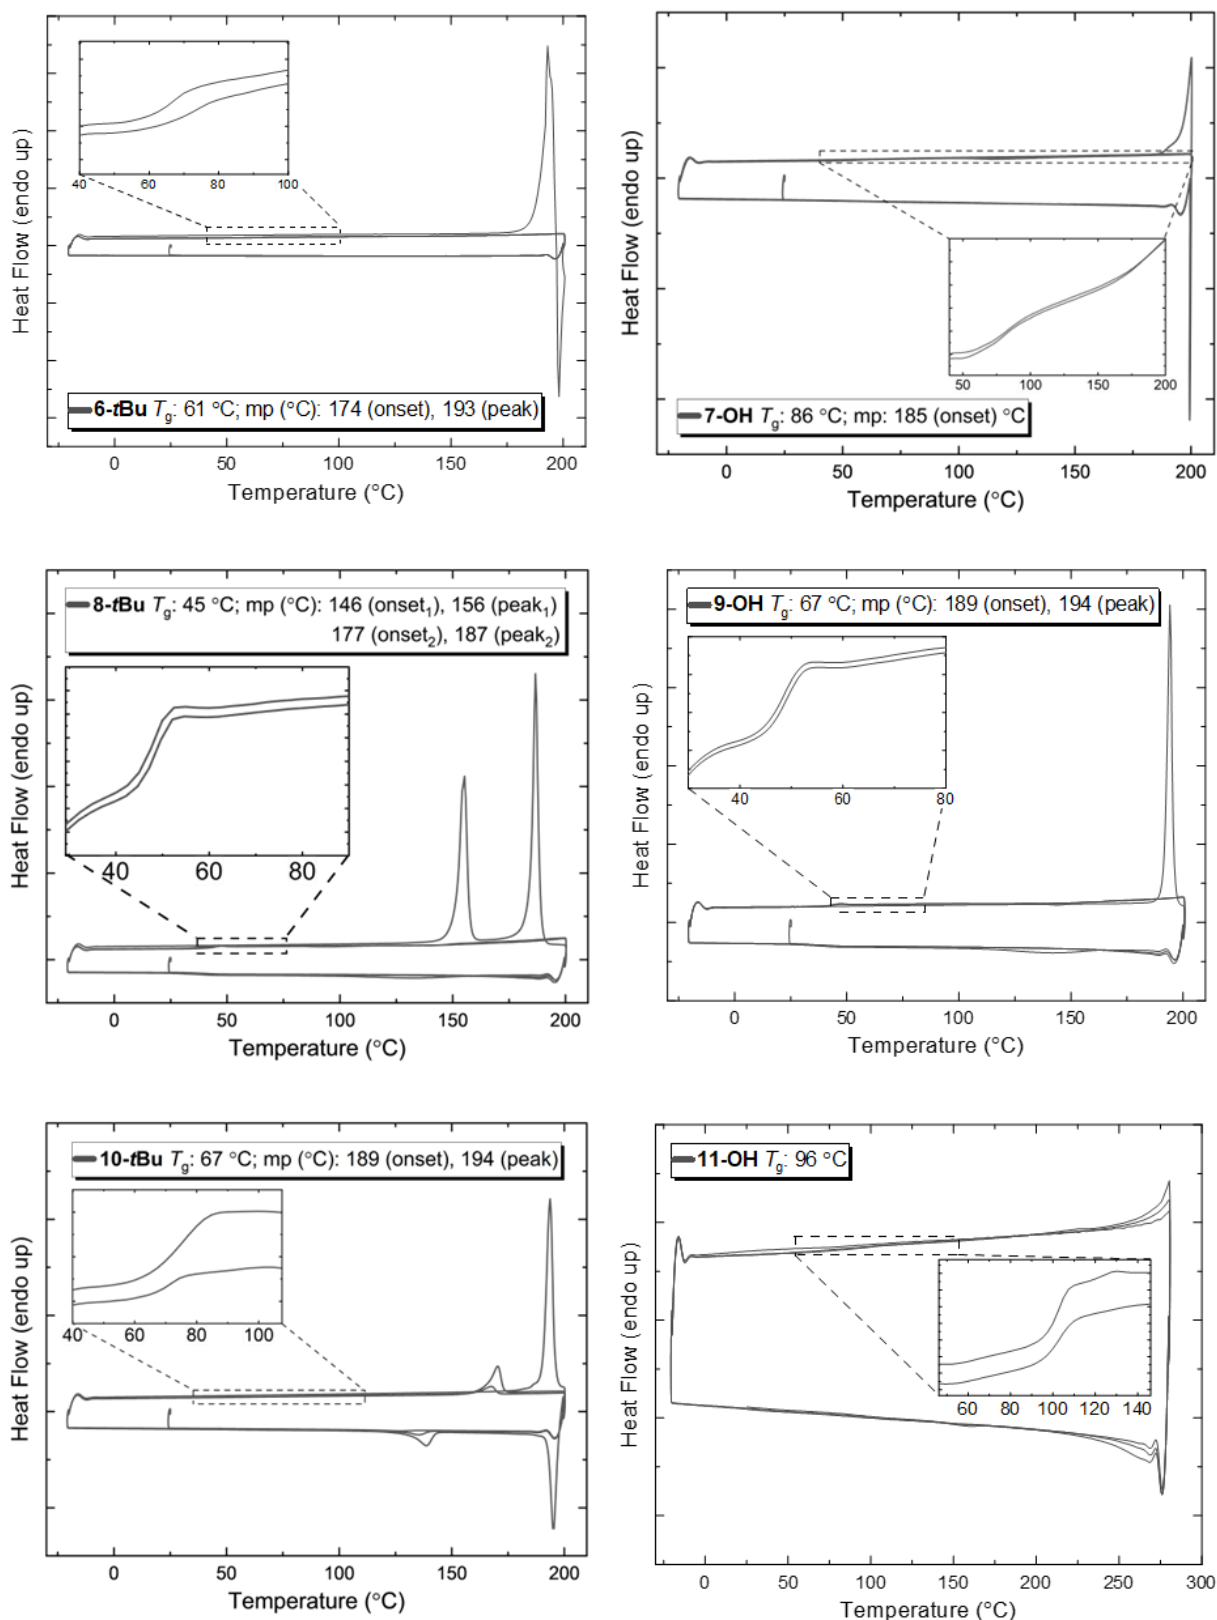 40 60 80 100
Heat Flow (endo up)
6-tBu Tg: 61 °C; mp (°C): 174 (onset), 193 (peak)
0 50 100 150 200
Temperature (°C)
Heat Flow (endo up)
50 100 150 200
7-OH Tg: 86 °C; mp: 185 (onset) °C
0 50 100 150 200
Temperature (°C)
8-tBu Tg: 45 °C; mp (°C): 146 (onset₁), 156 (peak₁)
177 (onset₂), 187 (peak₂)
Heat Flow (endo up)
40 60 80
0 50 100 150 200
Temperature (°C)
9-OH Tg: 67 °C; mp (°C): 189 (onset), 194 (peak)
Heat Flow (endo up)
40 60 80
0 50 100 150 200
Temperature (°C)
10-tBu Tg: 67 °C; mp (°C): 189 (onset), 194 (peak)
Heat Flow (endo up)
40 60 80 100
0 50 100 150 200
Temperature (°C)
11-OH Tg: 96 °C
Heat Flow (endo up)
60 80 100 120 140
0 50 100 150 200 250 300
Temperature (°C)